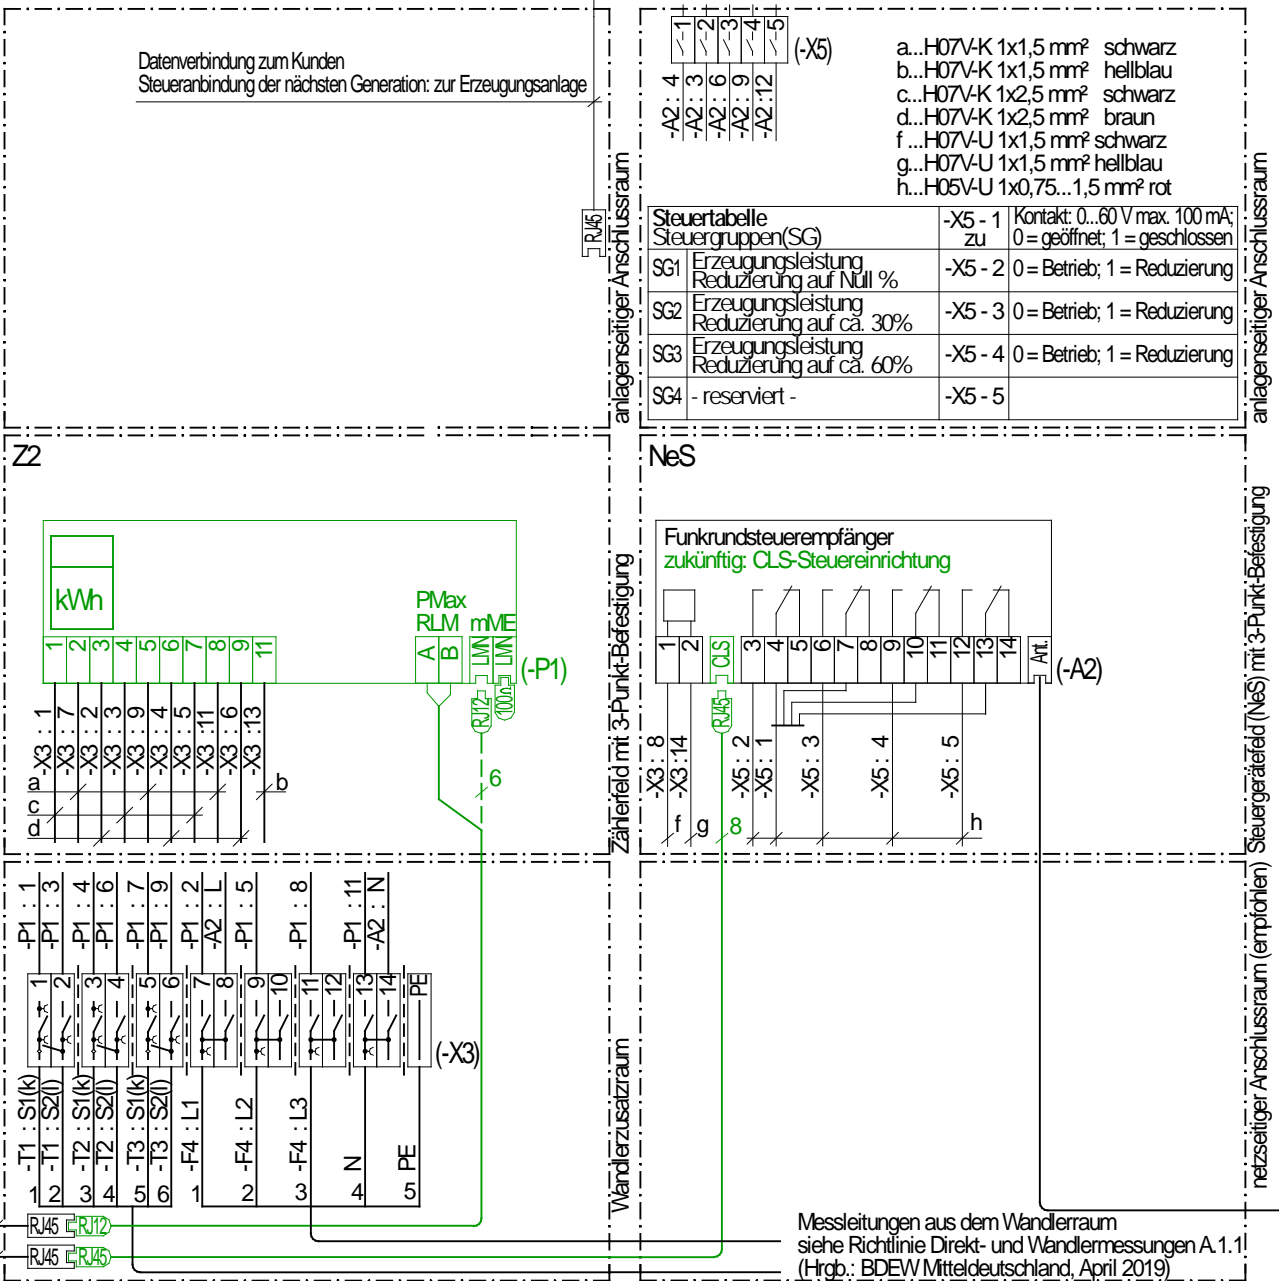 Datenverbindung zum Kunden
Steueranbindung der nächsten Generation: zur Erzeugungsanlage
RJ45
anlagenseitiger Anschlussraum
1 2 3 4 5
(-X5)
-A2 : 4
-A2 : 3
-A2 : 6
-A2 : 9
-A2 :12
a...H07V-K 1x1,5 mm² schwarz
b...H07V-K 1x1,5 mm² hellblau
c...H07V-K 1x2,5 mm² schwarz
d...H07V-K 1x2,5 mm² braun
f ...H07V-U 1x1,5 mm² schwarz
g...H07V-U 1x1,5 mm² hellblau
h...H05V-U 1x0,75...1,5 mm² rot
Steuertabelle
Steuergruppen(SG)
-X5 - 1
zu
Kontakt: 0...60 V max. 100 mA;
0 = geöffnet; 1 = geschlossen
SG1 Erzeugungsleistung
Reduzierung auf Null %
-X5 - 2 0 = Betrieb; 1 = Reduzierung
SG2 Erzeugungsleistung
Reduzierung auf ca. 30%
-X5 - 3 0 = Betrieb; 1 = Reduzierung
SG3 Erzeugungsleistung
Reduzierung auf ca. 60%
-X5 - 4 0 = Betrieb; 1 = Reduzierung
SG4 - reserviert - -X5 - 5
anlagenseitiger Anschlussraum
Z2
kWh
PMax
RLM mME
1 2 3 4 5 6 7 8 9 11
A B LMN LMN
(-P1)
RJ12
100Ω
-X3 : 1
-X3 : 7
-X3 : 2
-X3 : 3
-X3 : 9
-X3 : 4
-X3 : 5
-X3 :11
-X3 : 6
-X3 :13
a
b
c
d
6
Zählerfeld mit 3-Punkt-Befestigung
NeS
Funkrundsteuerempfänger
zukünftig: CLS-Steuereinrichtung
1 2 CLS 3 4 5 6 7 8 9 10 11 12 13 14 Ant.
(-A2)
RJ45
-X3 : 8
-X3 :14
-X5 : 2
-X5 : 1
-X5 : 3
-X5 : 4
-X5 : 5
f
g
8
h
Steuergerätefeld (NeS) mit 3-Punkt-Befestigung
-P1 : 1
-P1 : 3
-P1 : 4
-P1 : 6
-P1 : 7
-P1 : 9
-P1 : 2
-A2 : L
-P1 : 5
-P1 : 8
-P1 : 11
-A2 : N
1 2 3 4 5 6 7 8 9 10 11 12 13 14 PE
(-X3)
-T1 : S1(k)
-T1 : S2(l)
-T2 : S1(k)
-T2 : S2(l)
-T3 : S1(k)
-T3 : S2(l)
-F4 : L1
-F4 : L2
-F4 : L3
N
PE
1 2 3 4 5 6 1 2 3 4 5
RJ45 RJ12
RJ45 RJ45
Wandlerzusatzraum
netzseitiger Anschlussraum (empfohlen)
Messleitungen aus dem Wandlerraum
siehe Richtlinie Direkt- und Wandlermessungen A.1.1
(Hrgb.: BDEW Mitteldeutschland, April 2019)